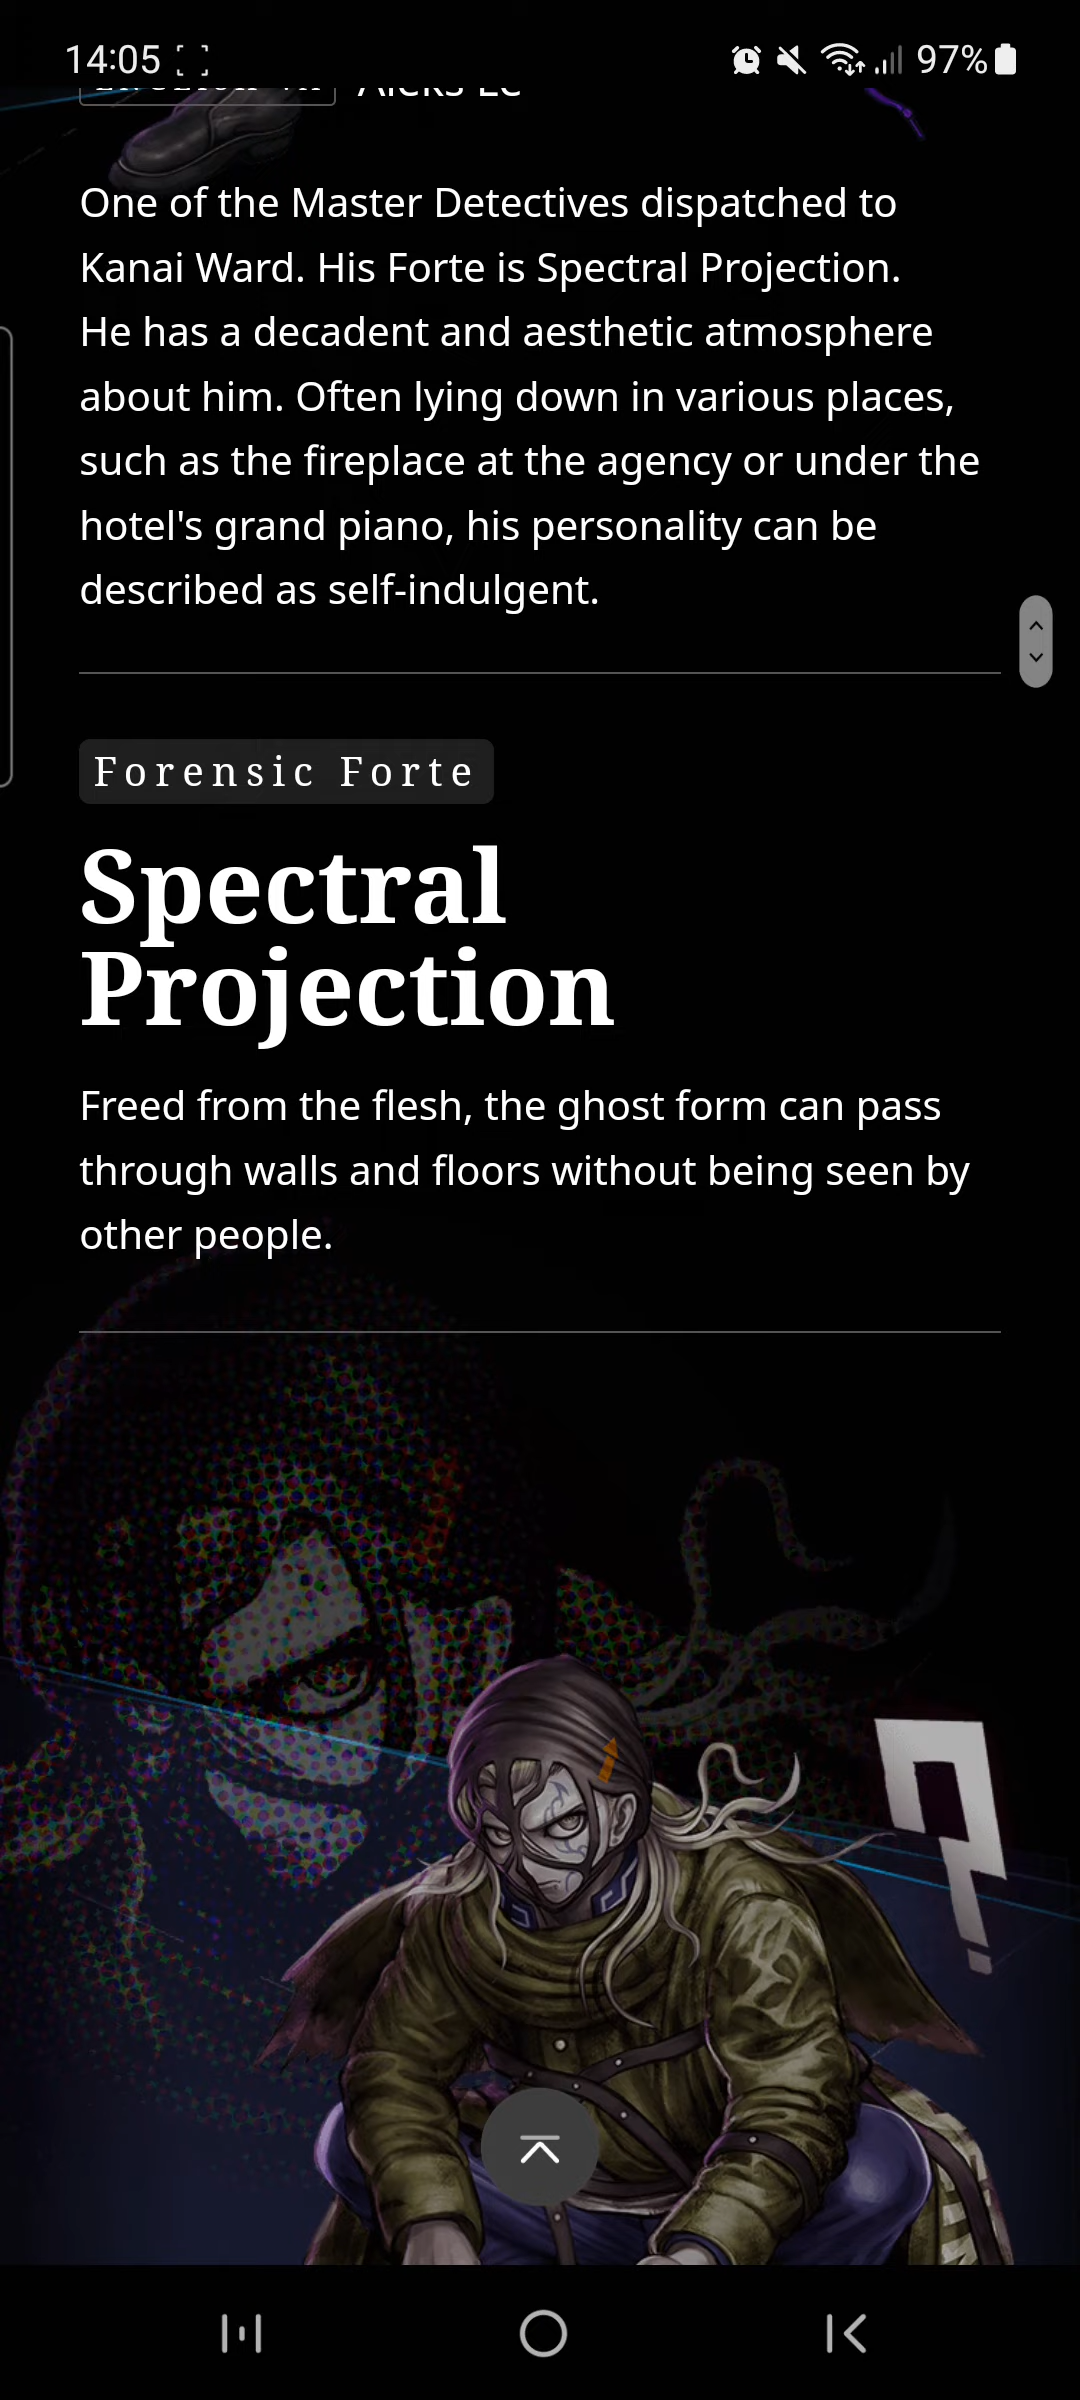 14:05
97%
Aleks Le
One of the Master Detectives dispatched to
Kanai Ward. His Forte is Spectral Projection.
He has a decadent and aesthetic atmosphere
about him. Often lying down in various places,
such as the fireplace at the agency or under the
hotel's grand piano, his personality can be
described as self-indulgent.
Forensic Forte
Spectral
Projection
Freed from the flesh, the ghost form can pass
through walls and floors without being seen by
other people.